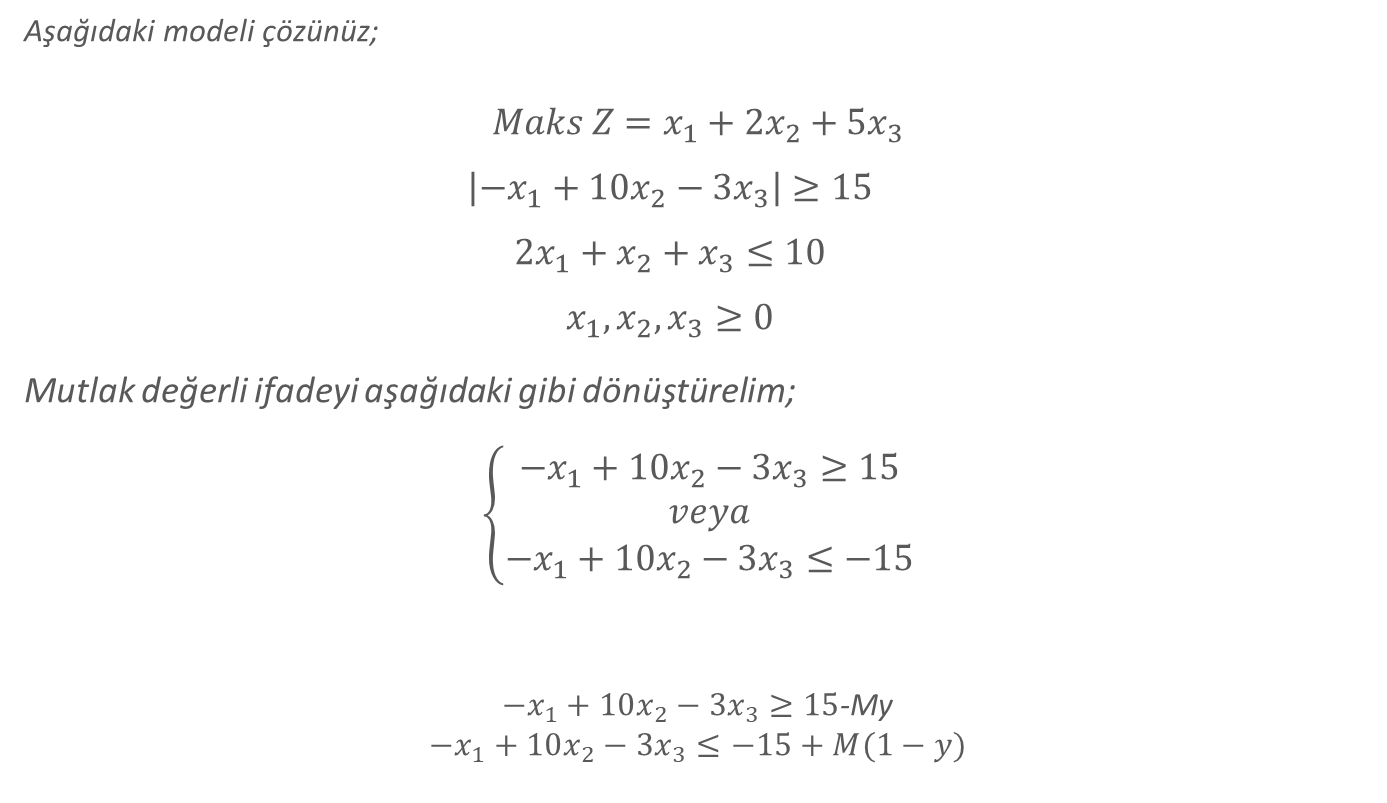 Aşağıdaki modeli çözünüz;
Maks Z = x₁ + 2x₂ + 5x₃
|−x₁ + 10x₂ − 3x₃| ≥ 15
2x₁ + x₂ + x₃ ≤ 10
x₁, x₂, x₃ ≥ 0
Mutlak değerli ifadeyi aşağıdaki gibi dönüştürelim;
−x₁ + 10x₂ − 3x₃ ≥ 15
veya
−x₁ + 10x₂ − 3x₃ ≤ −15
−x₁ + 10x₂ − 3x₃ ≥ 15-My
−x₁ + 10x₂ − 3x₃ ≤ −15 + M(1 − y)